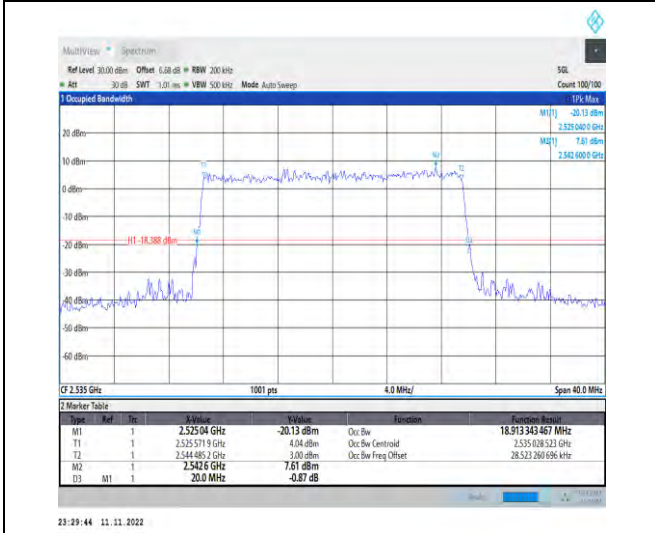 MultiView Spectrum
Ref Level 30.00 dBm Offset 6.68 dB RBW 200 kHz SGL
Att 30 dB SWT 1.01 ms VBW 500 kHz Mode Auto Sweep Count 100/100
1 Occupied Bandwidth 1Pk Max
M1[1] -20.13 dBm
2.525 040 0 GHz
M2[1] 7.61 dBm
2.542 600 0 GHz
20 dBm
10 dBm
M2
T1
T2
0 dBm
-10 dBm
M1
H1 -18.388 dBm
-20 dBm
D3
-30 dBm
-40 dBm
-50 dBm
-60 dBm
CF 2.535 GHz 1001 pts 4.0 MHz/ Span 40.0 MHz
2 Marker Table
Type Ref Trc X-Value Y-Value Function Function Result
M1 1 2.525 04 GHz -20.13 dBm Occ Bw 18.913 343 467 MHz
T1 1 2.525 571 9 GHz 4.04 dBm Occ Bw Centroid 2.535 028 523 GHz
T2 1 2.544 485 2 GHz 3.00 dBm Occ Bw Freq Offset 28.523 260 696 kHz
M2 1 2.542 6 GHz 7.61 dBm
D3 M1 1 20.0 MHz -0.87 dB
23:29:44 11.11.2022